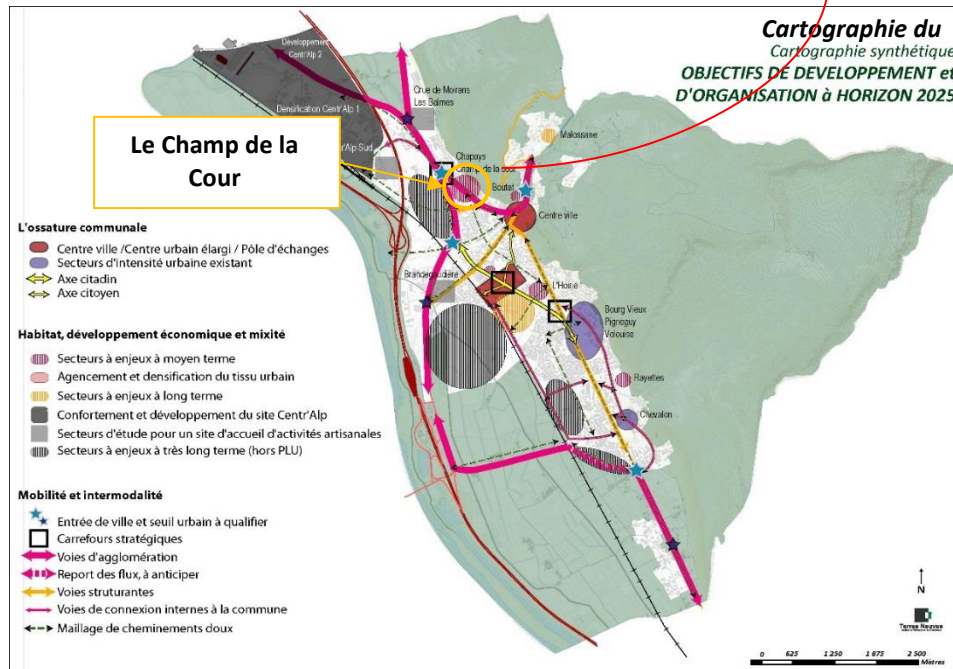 Cartographie du
Cartographie synthétique
OBJECTIFS DE DEVELOPPEMENT et
D'ORGANISATION à HORIZON 2025
Développement
Centr'Alp 2
Crue de Moirans
Les Balmes
Densification Centr'Alp 1
Malossane
Le Champ de la
Cour
Alp Sud
Chapays
Champ de la cour
Boutat
Centre ville
L'ossature communale
Centre ville /Centre urbain élargi / Pôle d'échanges
Secteurs d'intensité urbaine existant
Axe citadin
Axe citoyen
Brandegaudière
L'Hoirie
Bourg Vieux
Pigneguy
Volouise
Habitat, développement économique et mixité
Secteurs à enjeux à moyen terme
Agencement et densification du tissu urbain
Secteurs à enjeux à long terme
Confortement et développement du site Centr'Alp
Secteurs d'étude pour un site d'accueil d'activités artisanales
Secteurs à enjeux à très long terme (hors PLU)
Rayettes
Chevalon
Mobilité et intermodalité
Entrée de ville et seuil urbain à qualifier
Carrefours stratégiques
Voies d'agglomération
Report des flux, à anticiper
Voies struturantes
Voies de connexion internes à la commune
Maillage de cheminements doux
N
Terres Neuves
0 625 1 250 1 875 2 500
Mètres